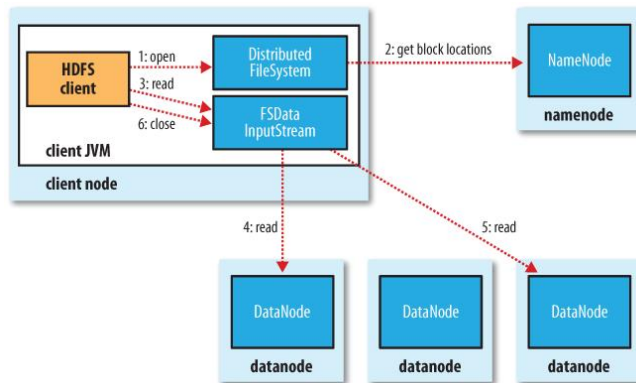 1: open
2: get block locations
HDFS
client
Distributed
FileSystem
NameNode
3: read
6: close
FSData
InputStream
namenode
client JVM
client node
4: read
5: read
DataNode
DataNode
DataNode
datanode
datanode
datanode